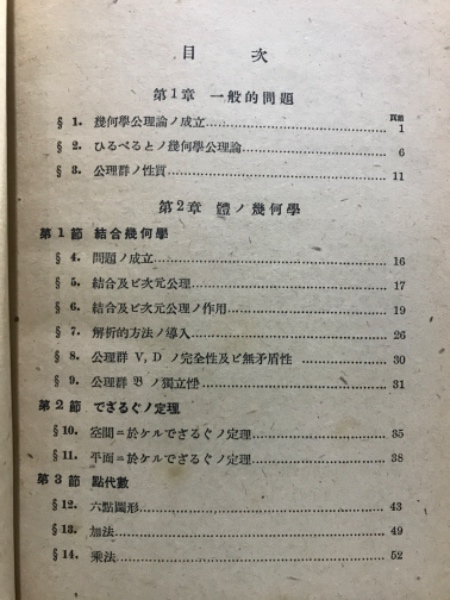 目次
第1章 一般的問題
頁數
§ 1. 幾何學公理論ノ成立 1
§ 2. ひるべるとノ幾何學公理論 6
§ 3. 公理群ノ性質 11
第2章 體ノ幾何學
第1節 結合幾何學
§ 4. 問題ノ成立 16
§ 5. 結合及ビ次元公理 17
§ 6. 結合及ビ次元公理ノ作用 19
§ 7. 解析的方法ノ導入 26
§ 8. 公理群 V, D ノ完全性及ビ無矛盾性 30
§ 9. 公理群 𝔙 ノ獨立性 31
第2節 でざるぐノ定理
§10. 空間ニ於ケルでざるぐノ定理 35
§11. 平面ニ於ケルでざるぐノ定理 38
第3節 點代數
§12. 六點圖形 43
§13. 加法 49
§14. 乘法 52